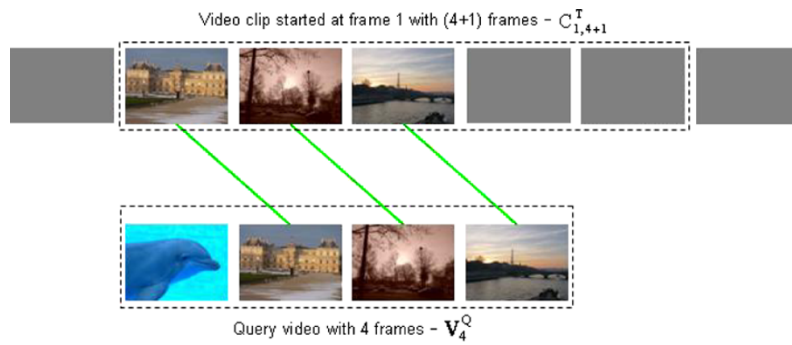 Video clip started at frame 1 with (4+1) frames - C^T_{1,4+1}
Query video with 4 frames - V^Q_4